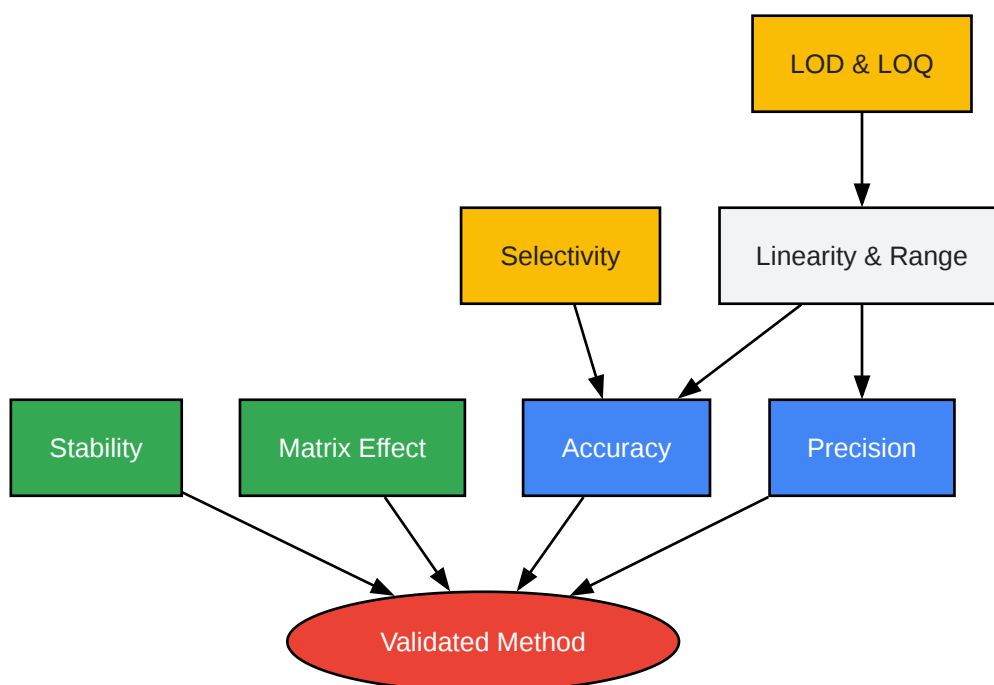 LOD & LOQ
Selectivity
Linearity & Range
Stability
Matrix Effect
Accuracy
Precision
Validated Method